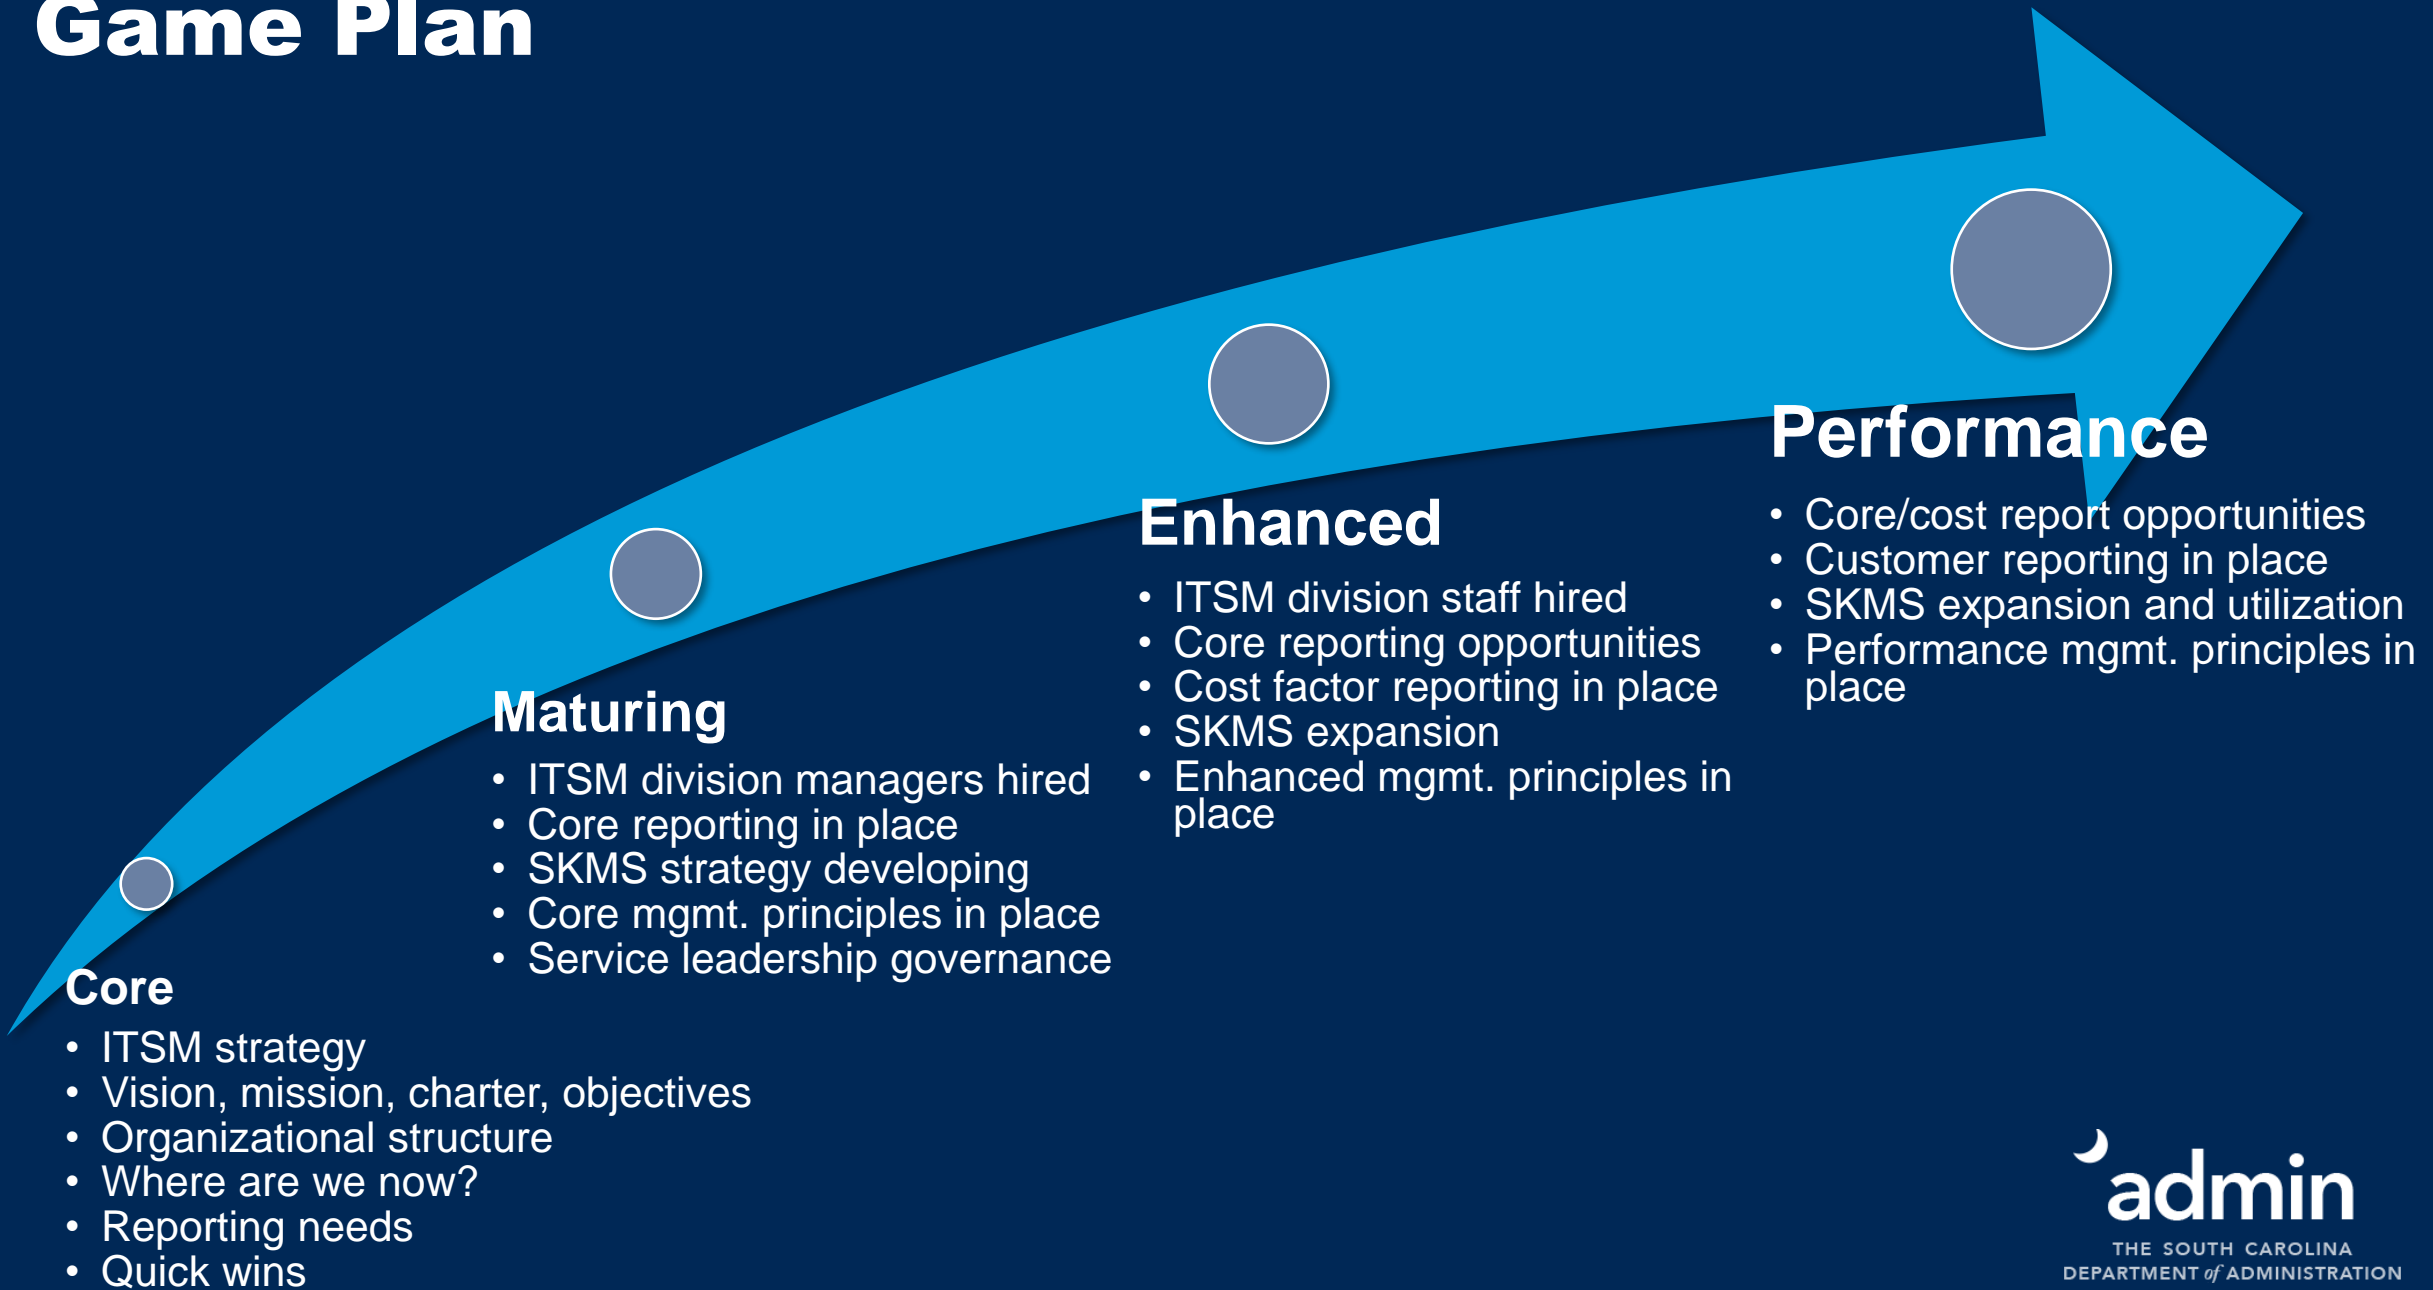 Game Plan
Core
• ITSM strategy
• Vision, mission, charter, objectives
• Organizational structure
• Where are we now?
• Reporting needs
• Quick wins
Maturing
• ITSM division managers hired
• Core reporting in place
• SKMS strategy developing
• Core mgmt. principles in place
• Service leadership governance
Enhanced
• ITSM division staff hired
• Core reporting opportunities
• Cost factor reporting in place
• SKMS expansion
• Enhanced mgmt. principles in
place
Performance
• Core/cost report opportunities
• Customer reporting in place
• SKMS expansion and utilization
• Performance mgmt. principles in
place
admin
THE SOUTH CAROLINA
DEPARTMENT of ADMINISTRATION